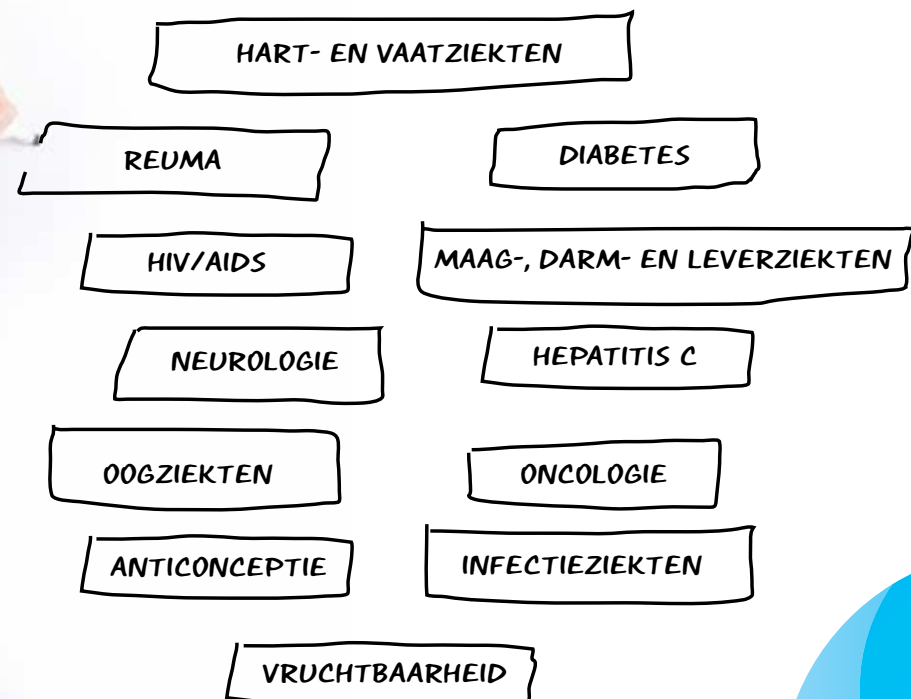 HART- EN VAATZIEKTEN
REUMA
DIABETES
HIV/AIDS
MAAG-, DARM- EN LEVERZIEKTEN
NEUROLOGIE
HEPATITIS C
OOGZIEKTEN
ONCOLOGIE
ANTICONCEPTIE
INFECTIEZIEKTEN
VRUCHTBAARHEID